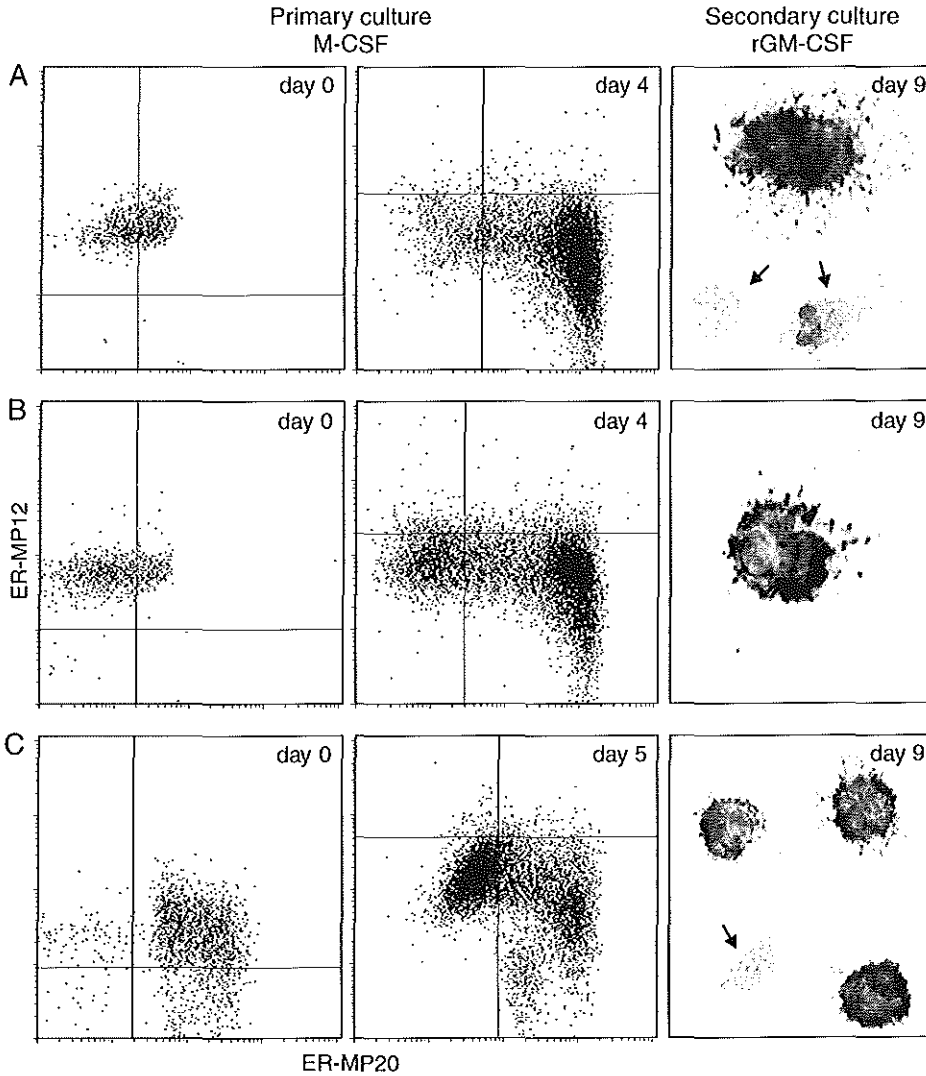 Primary culture
M-CSF
Secondary culture
rGM-CSF
A
day 0
day 4
day 9
B
day 0
day 4
day 9
C
day 0
day 5
day 9
ER-MP12
ER-MP20